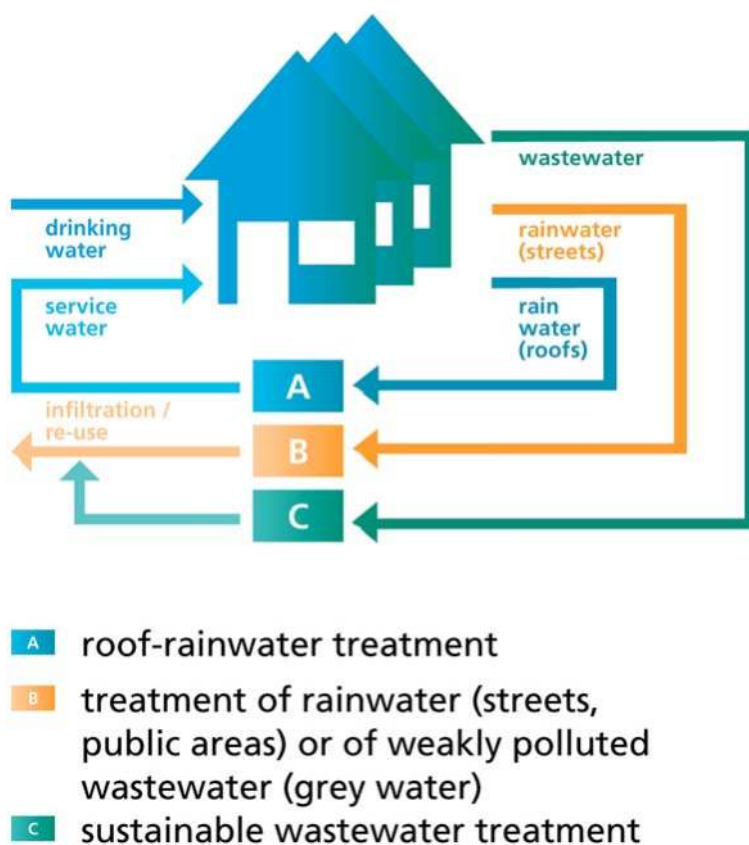 wastewater
drinking
water
rainwater
(streets)
service
water
rain
water
(roofs)
A
infiltration /
re-use
B
C
A roof-rainwater treatment
B treatment of rainwater (streets,
public areas) or of weakly polluted
wastewater (grey water)
C sustainable wastewater treatment